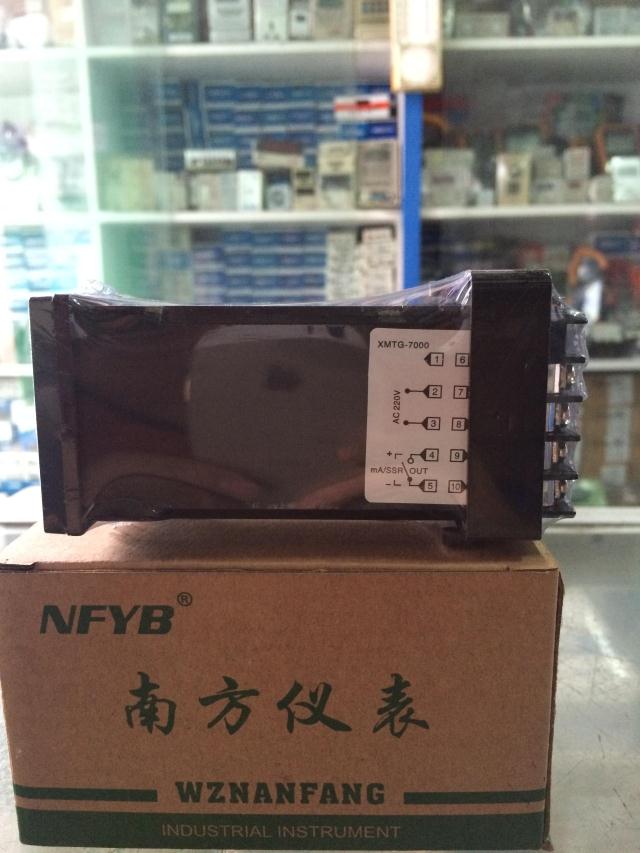 XMTG-7000
1 6
AC 220V
2 7
3 8
+ 4 9
mA/SSR OUT
- 5 10
NFYB®
南方仪表
WZNANFANG
INDUSTRIAL INSTRUMENT